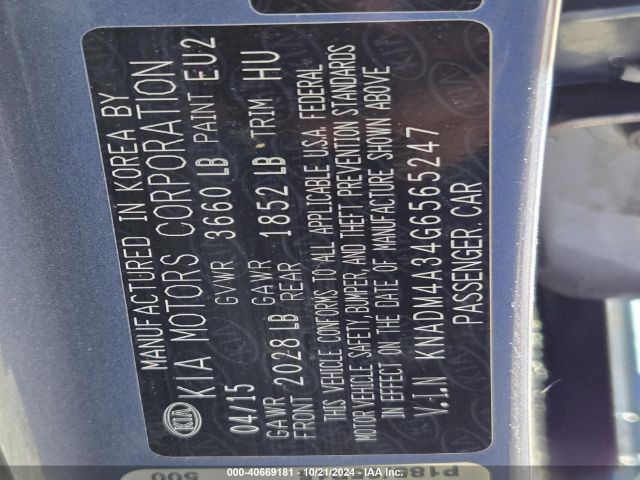 MANUFACTURED IN KOREA BY
KIA KIA MOTORS CORPORATION
04/15 GVWR 3660 LB PAINT EU2
GAWR FRONT 2028 LB GAWR REAR 1852 LB TRIM HU
THIS VEHICLE CONFORMS TO ALL APPLICABLE U.S.A. FEDERAL
MOTOR VEHICLE SAFETY, BUMPER, AND THEFT PREVENTION STANDARDS
IN EFFECT ON THE DATE OF MANUFACTURE SHOWN ABOVE
V.I.N KNADM4A34G6565247
PASSENGER CAR
000-40669181 - 10/21/2024 - IAA, Inc.